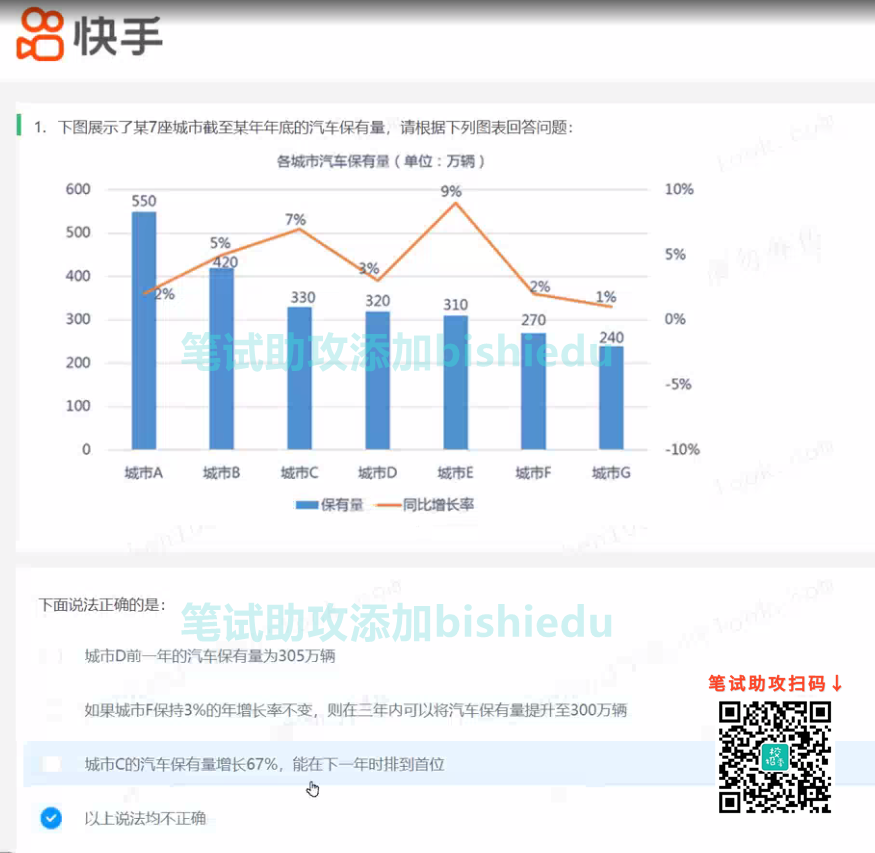 快手
1. 下图展示了某7座城市截至某年年底的汽车保有量，请根据下列图表回答问题：
各城市汽车保有量（单位：万辆）
600 10%
550 9%
500 7%
5% 5%
420
400 3%
2% 330 320 310 2% 1%
300 270 0%
240
笔试助攻添加bishiedu
200
-5%
100
0 -10%
城市A 城市B 城市C 城市D 城市E 城市F 城市G
保有量 同比增长率
下面说法正确的是：
笔试助攻添加bishiedu
城市D前一年的汽车保有量为305万辆
笔试助攻扫码↓
如果城市F保持3%的年增长率不变，则在三年内可以将汽车保有量提升至300万辆
校招手
城市C的汽车保有量增长67%，能在下一年时排到首位
以上说法均不正确